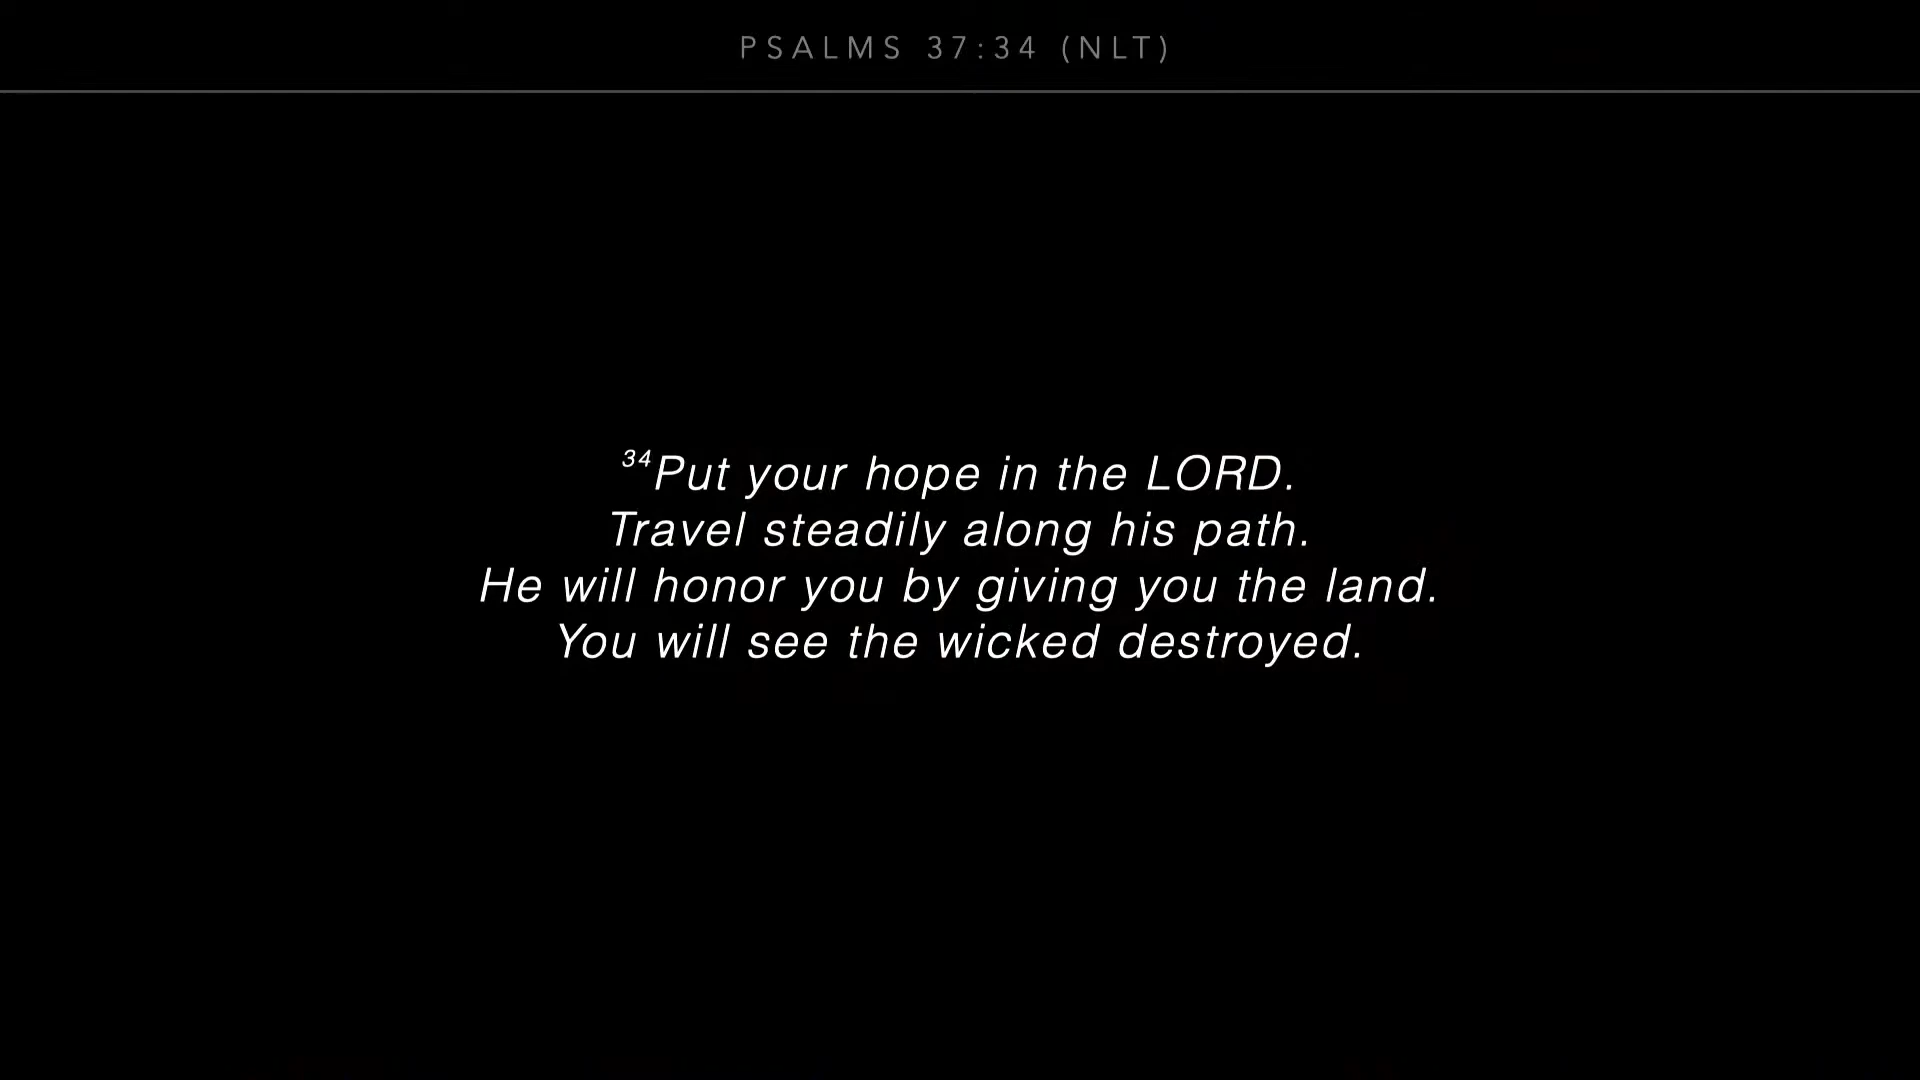 PSALMS 37:34 (NLT)
³⁴Put your hope in the LORD.
Travel steadily along his path.
He will honor you by giving you the land.
You will see the wicked destroyed.